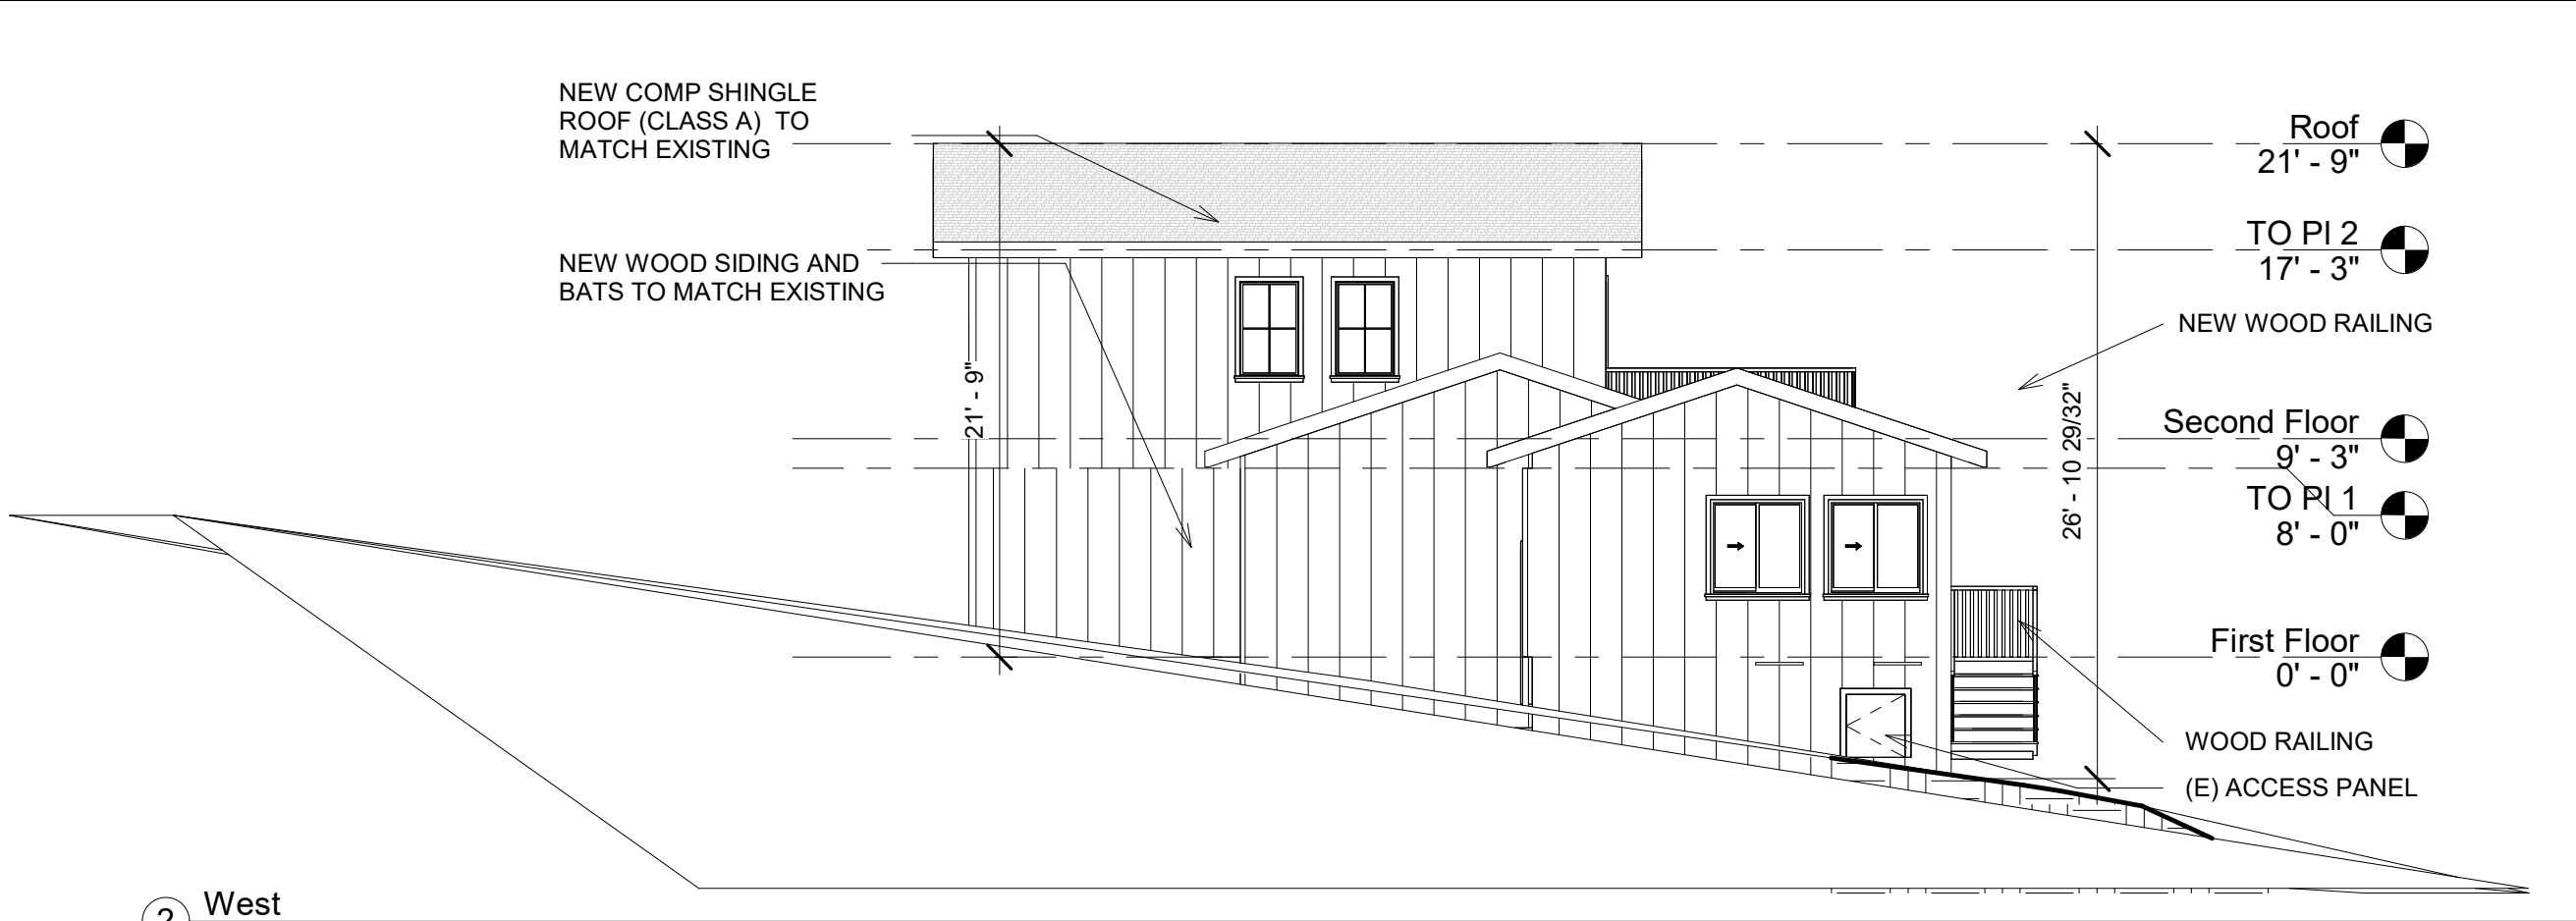 NEW COMP SHINGLE
ROOF (CLASS A) TO
MATCH EXISTING
NEW WOOD SIDING AND
BATS TO MATCH EXISTING
21' - 9"
26' - 10 29/32"
Roof
21' - 9"
TO Pl 2
17' - 3"
NEW WOOD RAILING
Second Floor
9' - 3"
TO Pl 1
8' - 0"
First Floor
0' - 0"
WOOD RAILING
(E) ACCESS PANEL
2
West